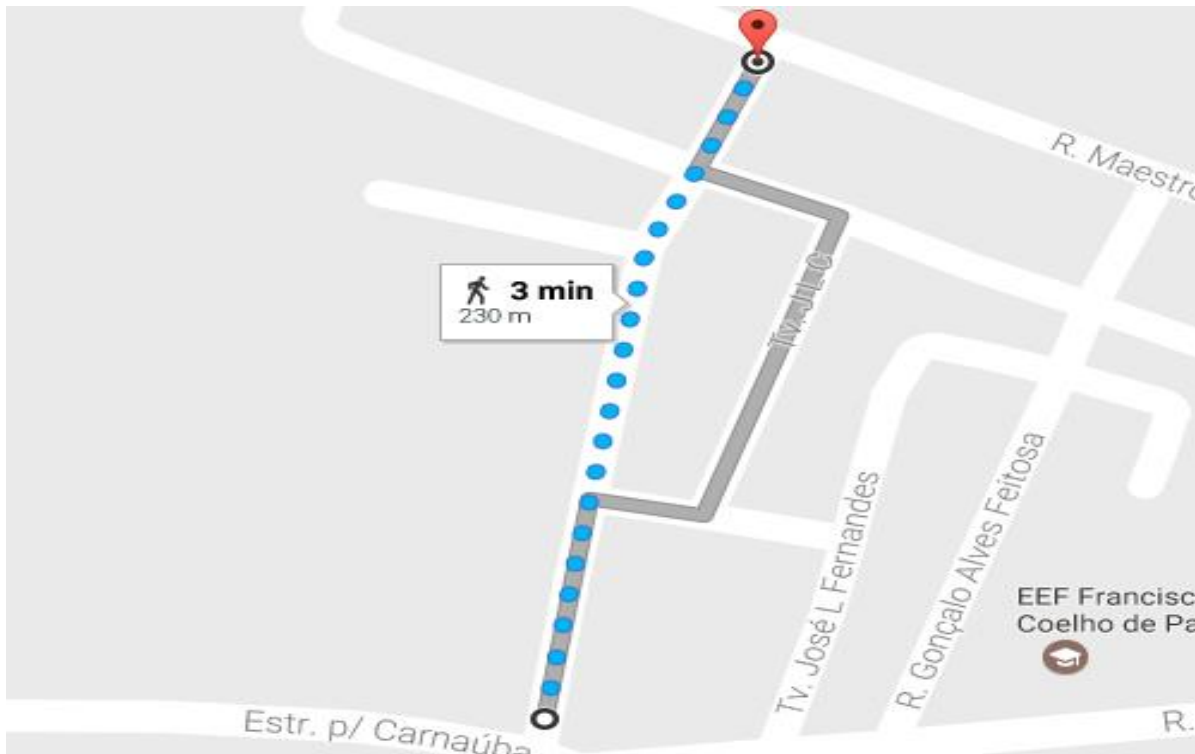 R. Maestro
3 min
230 m
Tv. J L C
Tv. José L Fernandes
R. Gonçalo Alves Feitosa
EEF Francisc
Coelho de Pa
Estr. p/ Carnaúba
R.